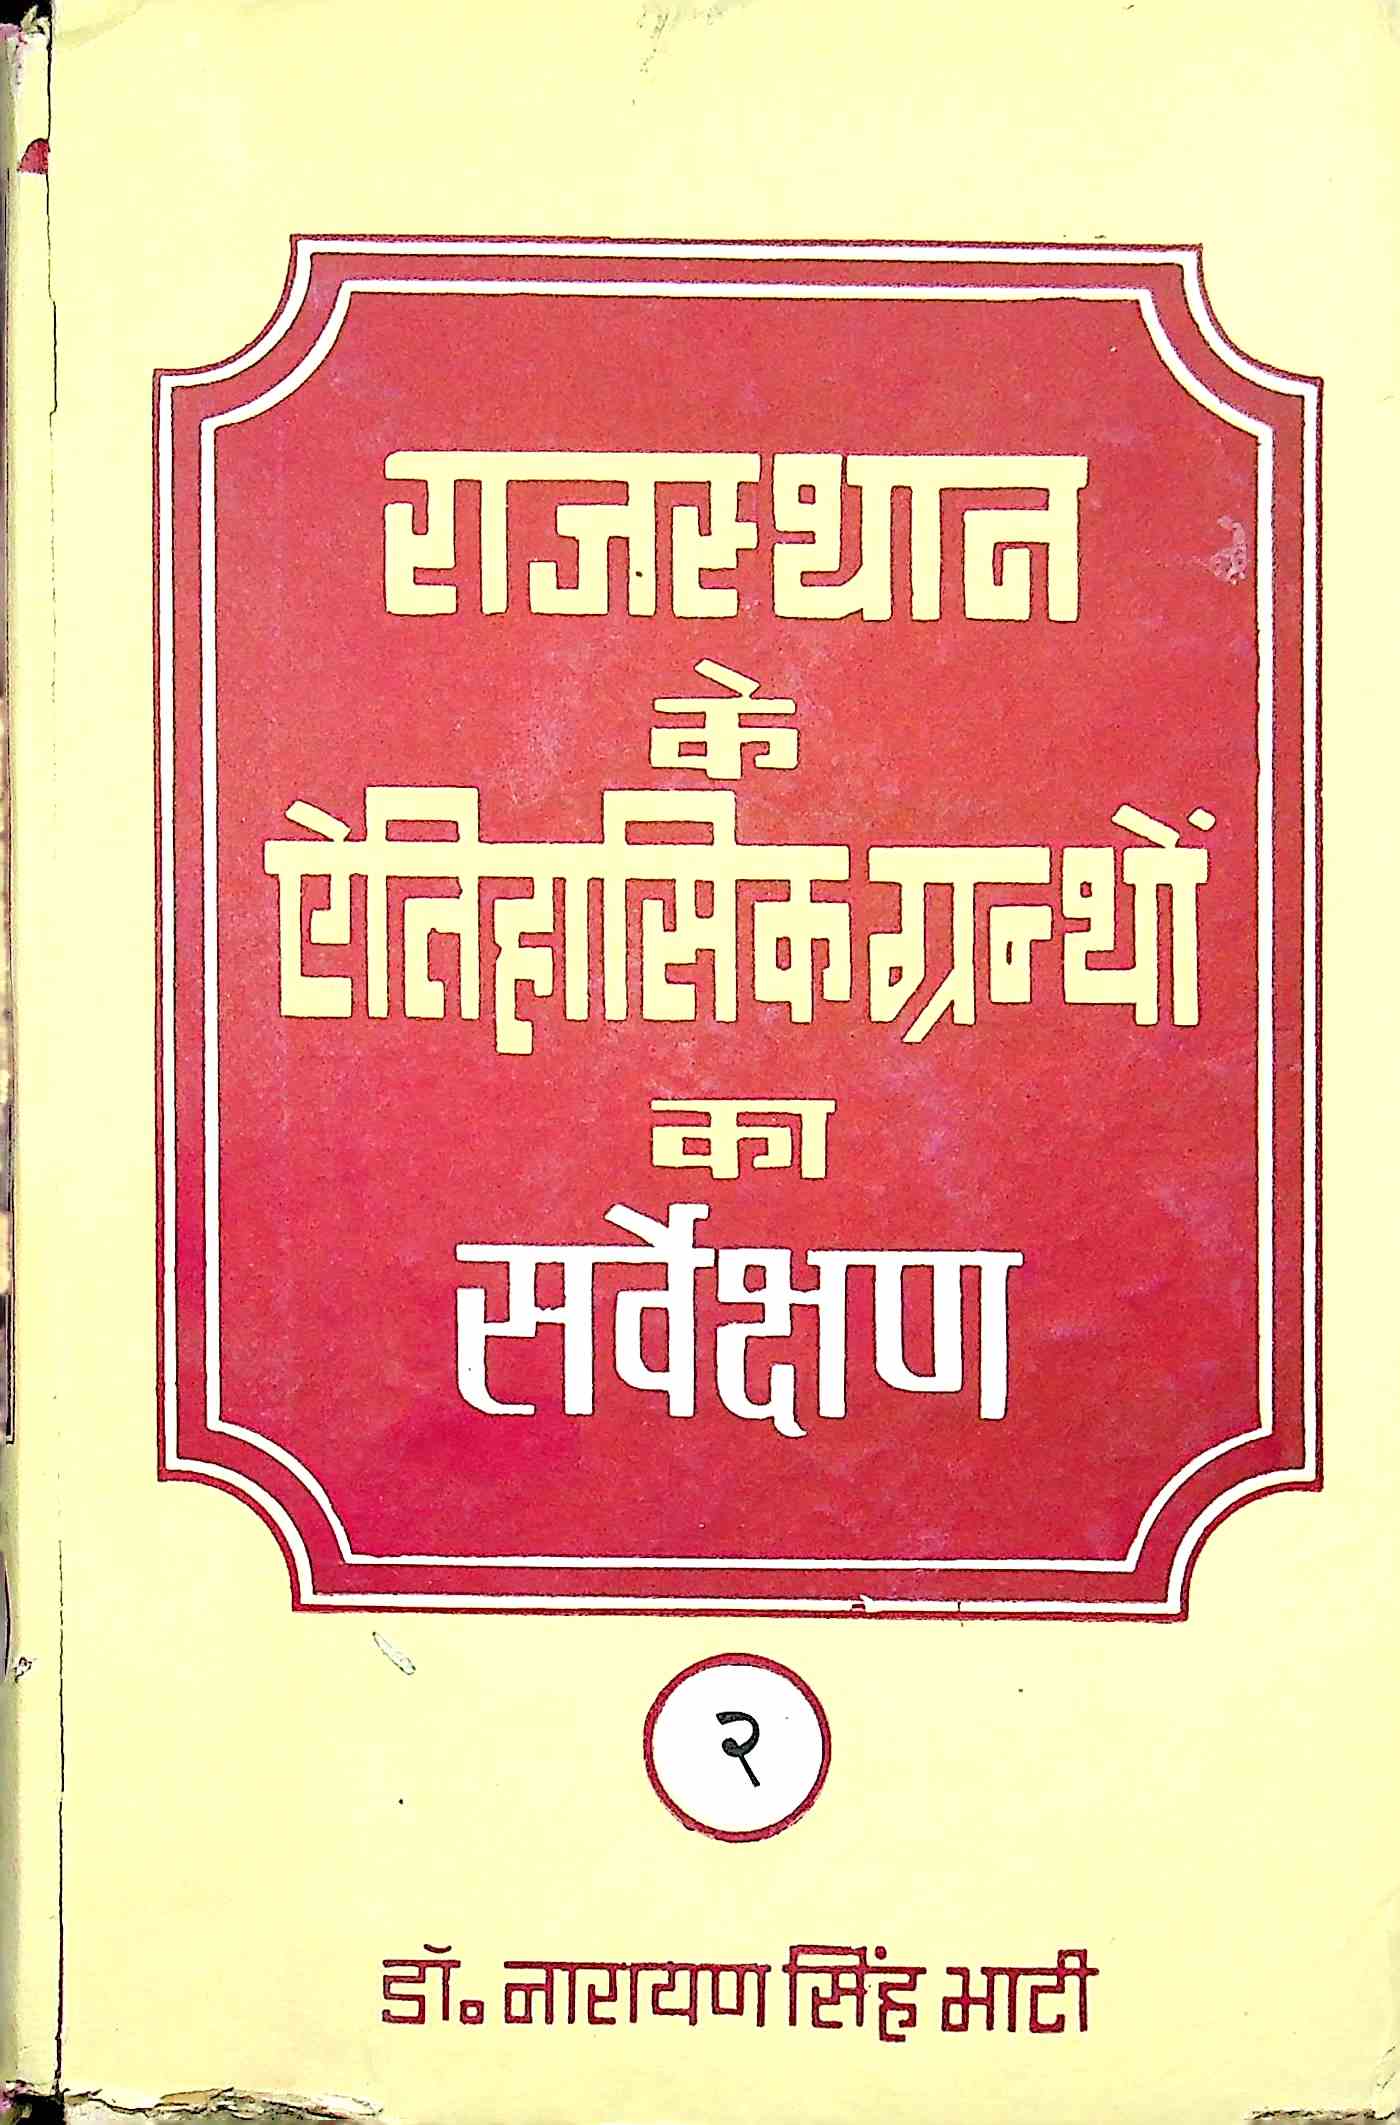 राजस्थान
के
ऐतिहासिक ग्रन्थों
का
सर्वेक्षण
२
डॉ॰ नारायण सिंह भाटी